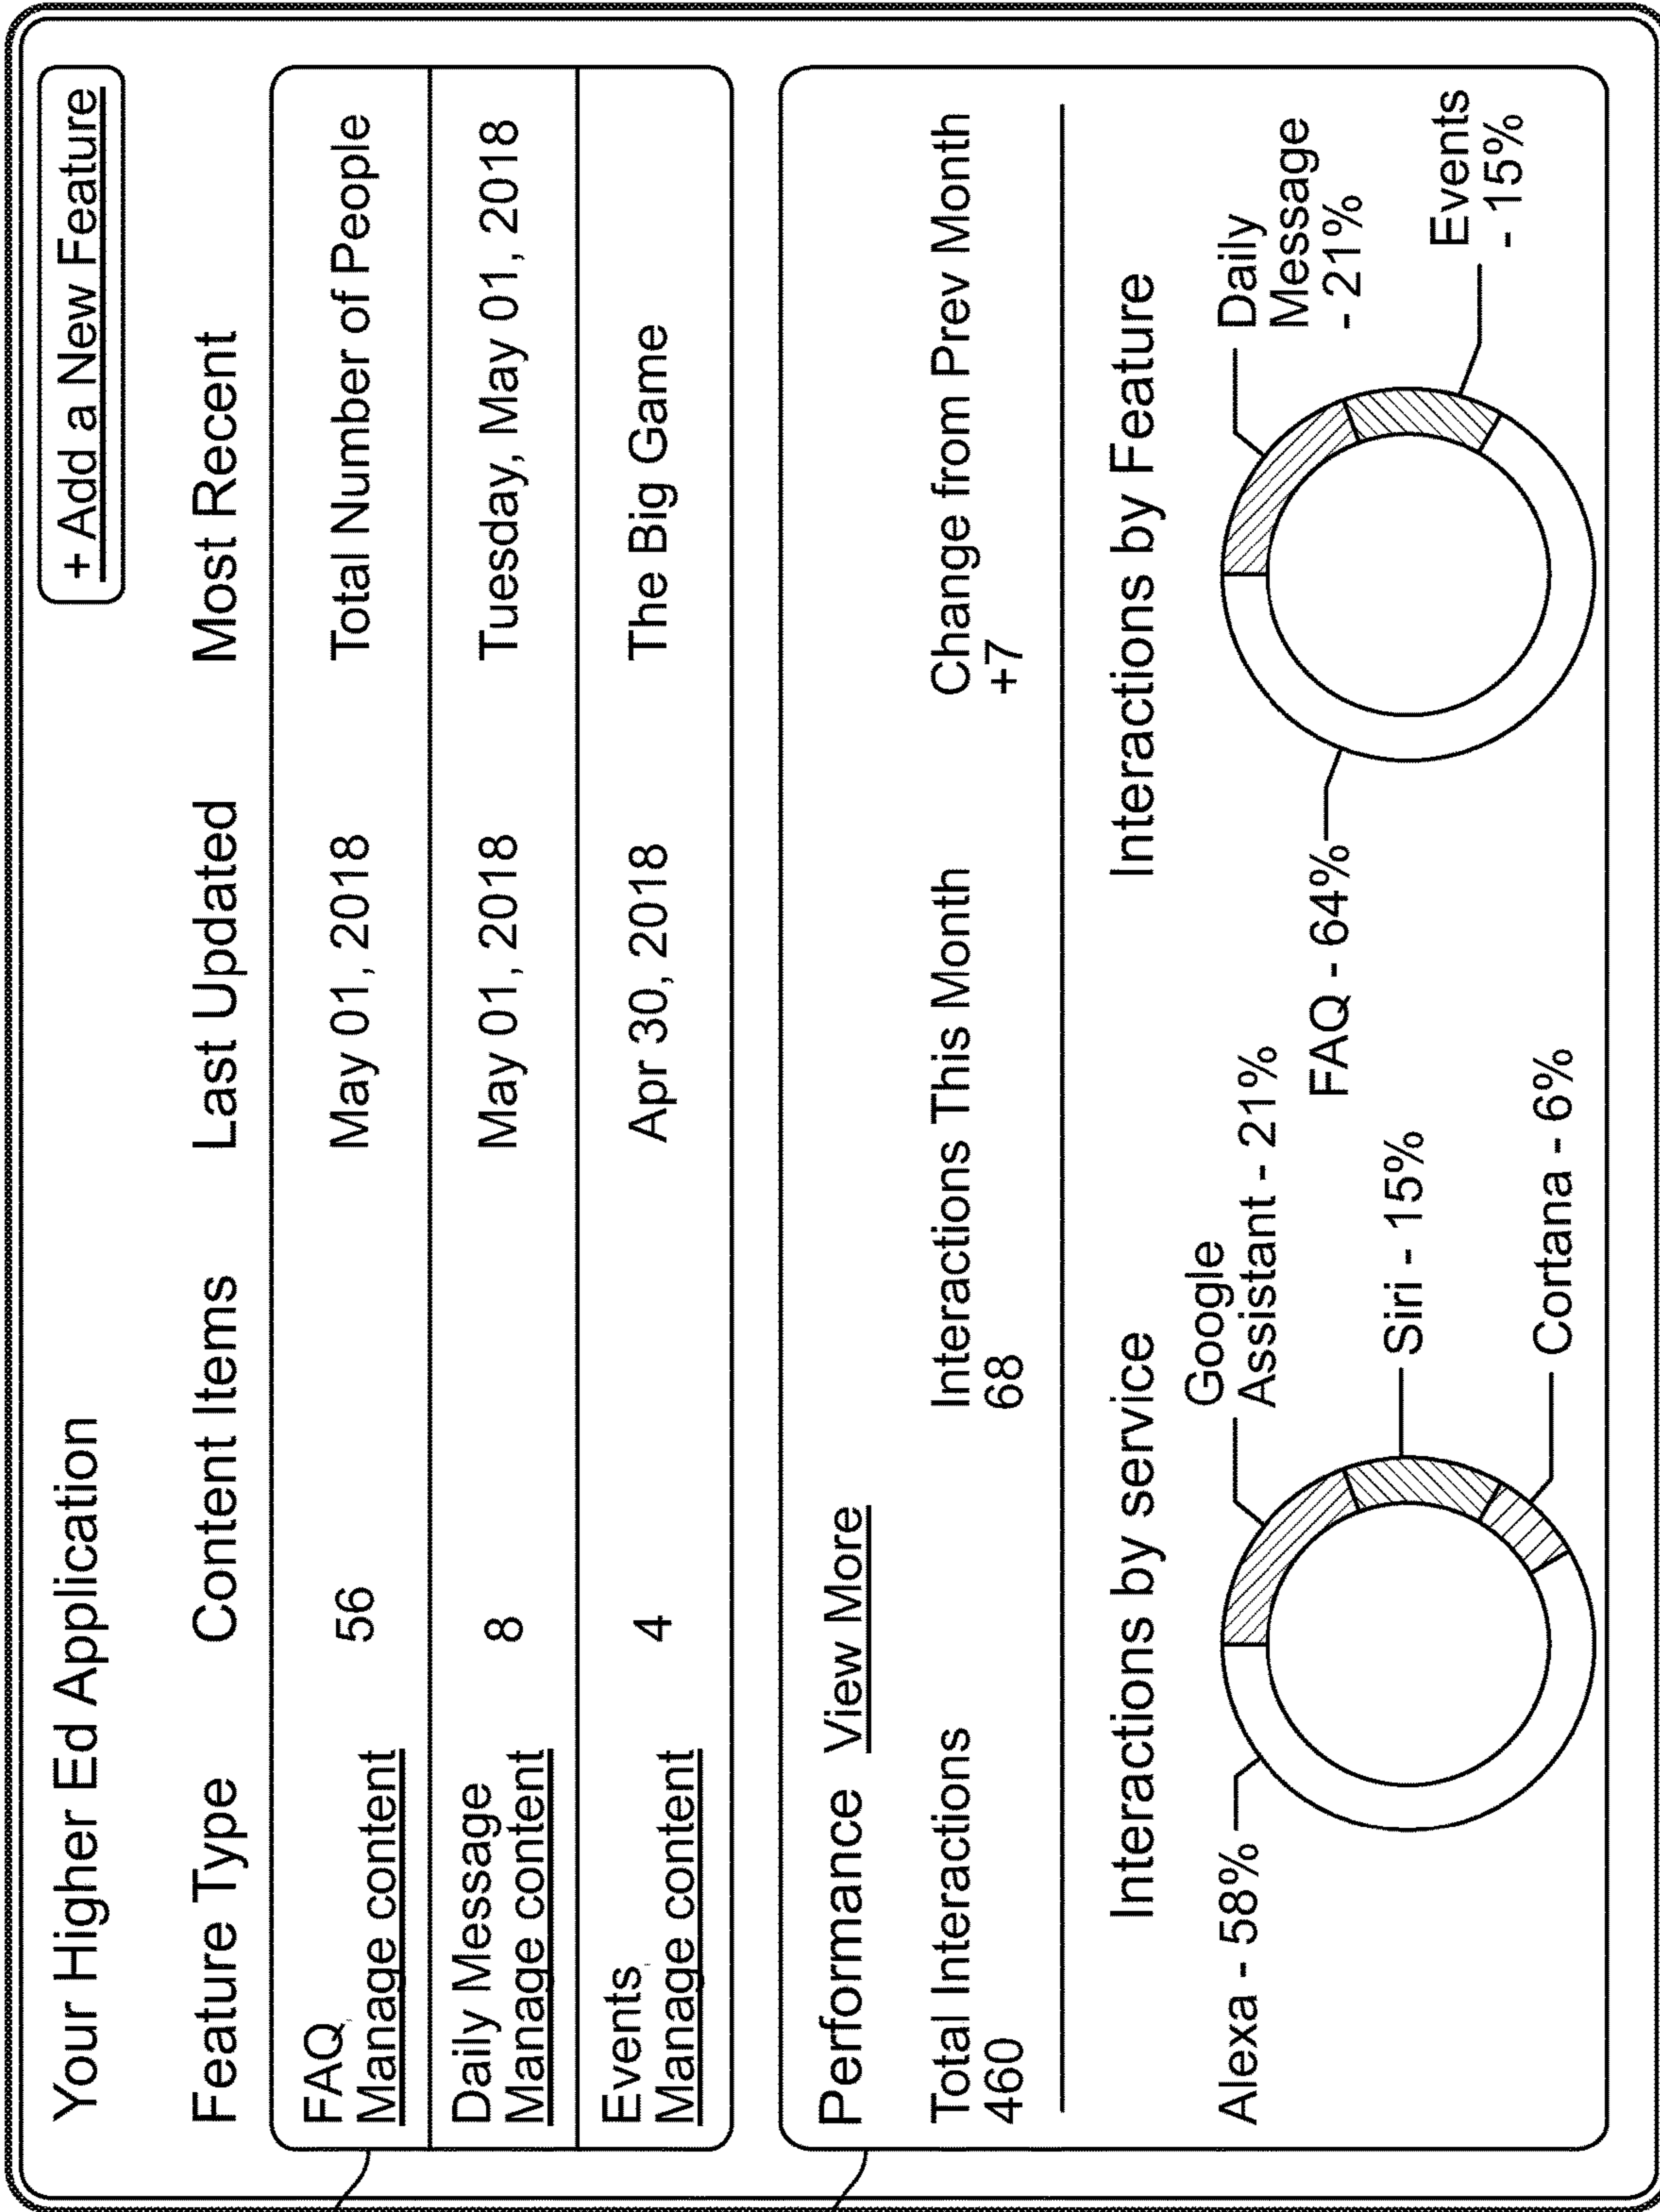 Your Higher Ed Application
+ Add a New Feature
Feature Type Content Items Last Updated Most Recent
FAQ
Manage content
56 May 01, 2018 Total Number of People
Daily Message
Manage content
8 May 01, 2018 Tuesday, May 01, 2018
Events
Manage content
4 Apr 30, 2018 The Big Game
Performance View More
Total Interactions
460
Interactions This Month
68
Change from Prev Month
+7
Interactions by service
Alexa - 58%
Google
Assistant - 21%
Siri - 15%
Cortana - 6%
Interactions by Feature
FAQ - 64%
Daily
Message
- 21%
Events
- 15%